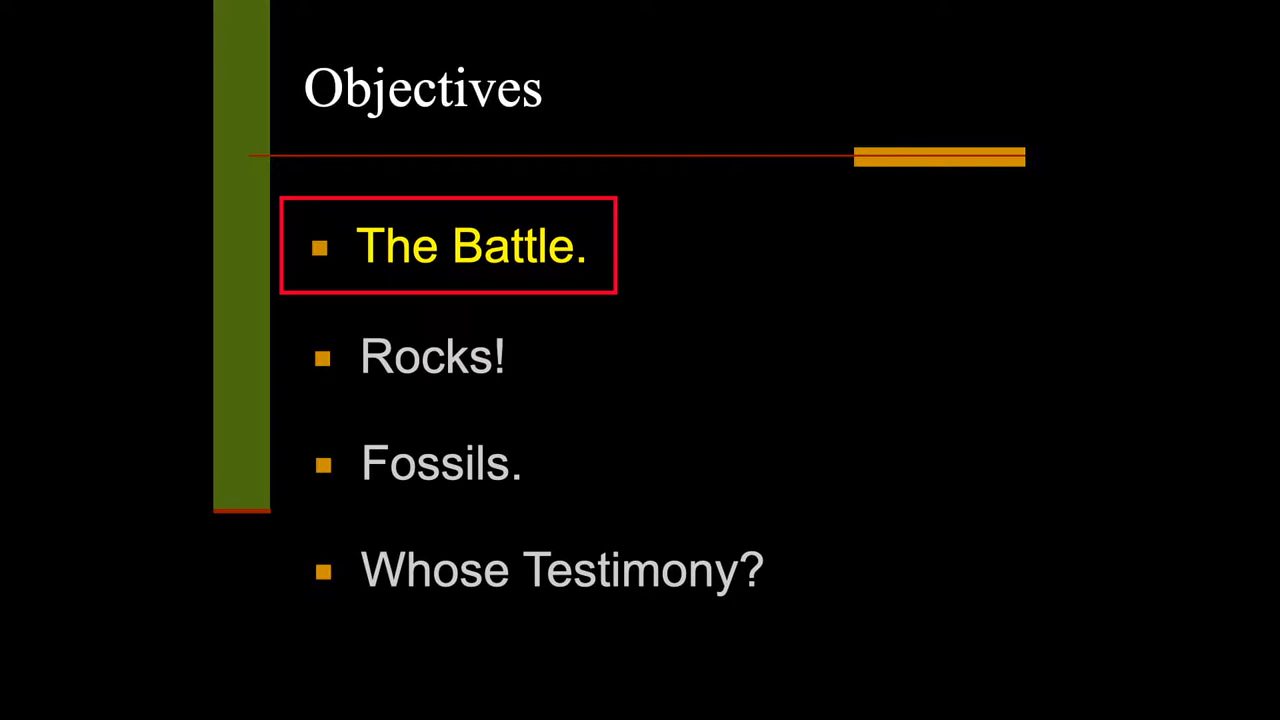 Objectives
The Battle.
Rocks!
Fossils.
Whose Testimony?